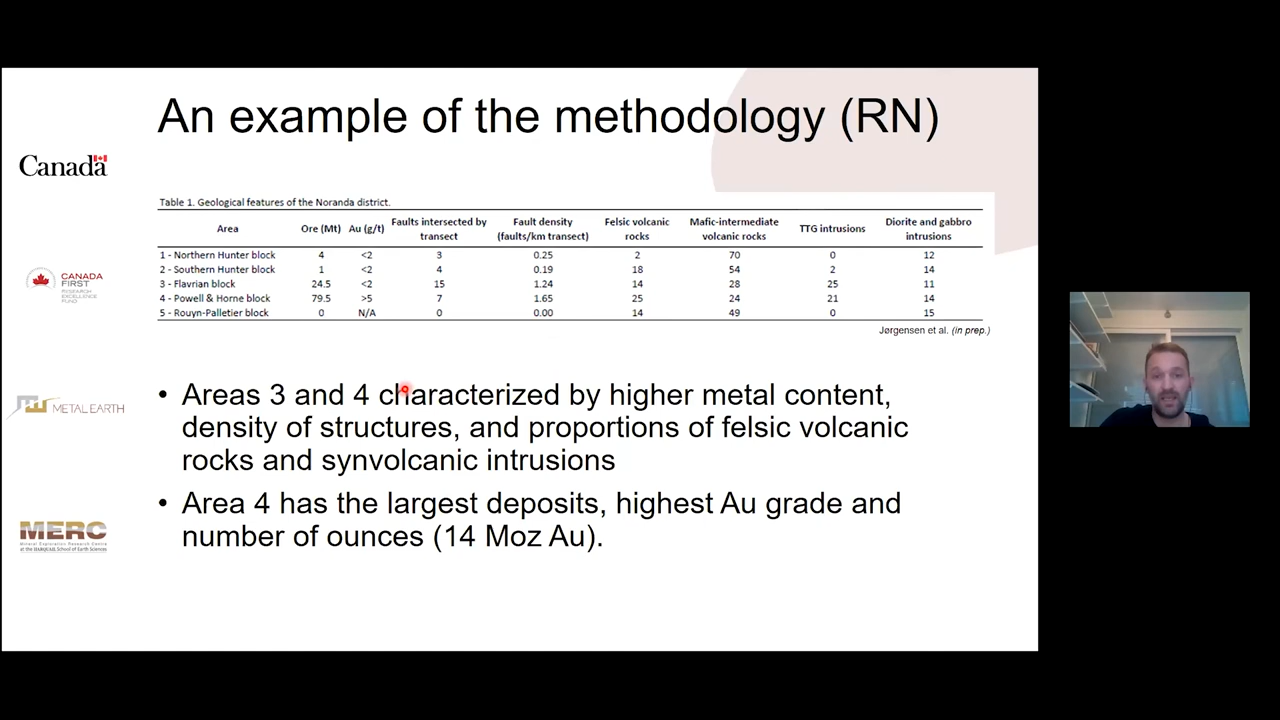 An example of the methodology (RN)
Canada
Table 1. Geological features of the Noranda district.
Area Ore (Mt) Au (g/t) Faults intersected by transect Fault density (faults/km transect) Felsic volcanic rocks Mafic-intermediate volcanic rocks TTG intrusions Diorite and gabbro intrusions
1 - Northern Hunter block 4 <2 3 0.25 2 70 0 12
2 - Southern Hunter block 1 <2 4 0.19 18 54 2 14
3 - Flavrian block 24.5 <2 15 1.24 14 28 25 11
4 - Powell & Horne block 79.5 >5 7 1.65 25 24 21 14
5 - Rouyn-Palletier block 0 N/A 0 0.00 14 49 0 15
Jørgensen et al. (in prep.)
CANADA
FIRST
RESEARCH
EXCELLENCE
FUND
• Areas 3 and 4 characterized by higher metal content,
density of structures, and proportions of felsic volcanic
rocks and synvolcanic intrusions
METAL EARTH
• Area 4 has the largest deposits, highest Au grade and
number of ounces (14 Moz Au).
MERC
Mineral Exploration Research Centre